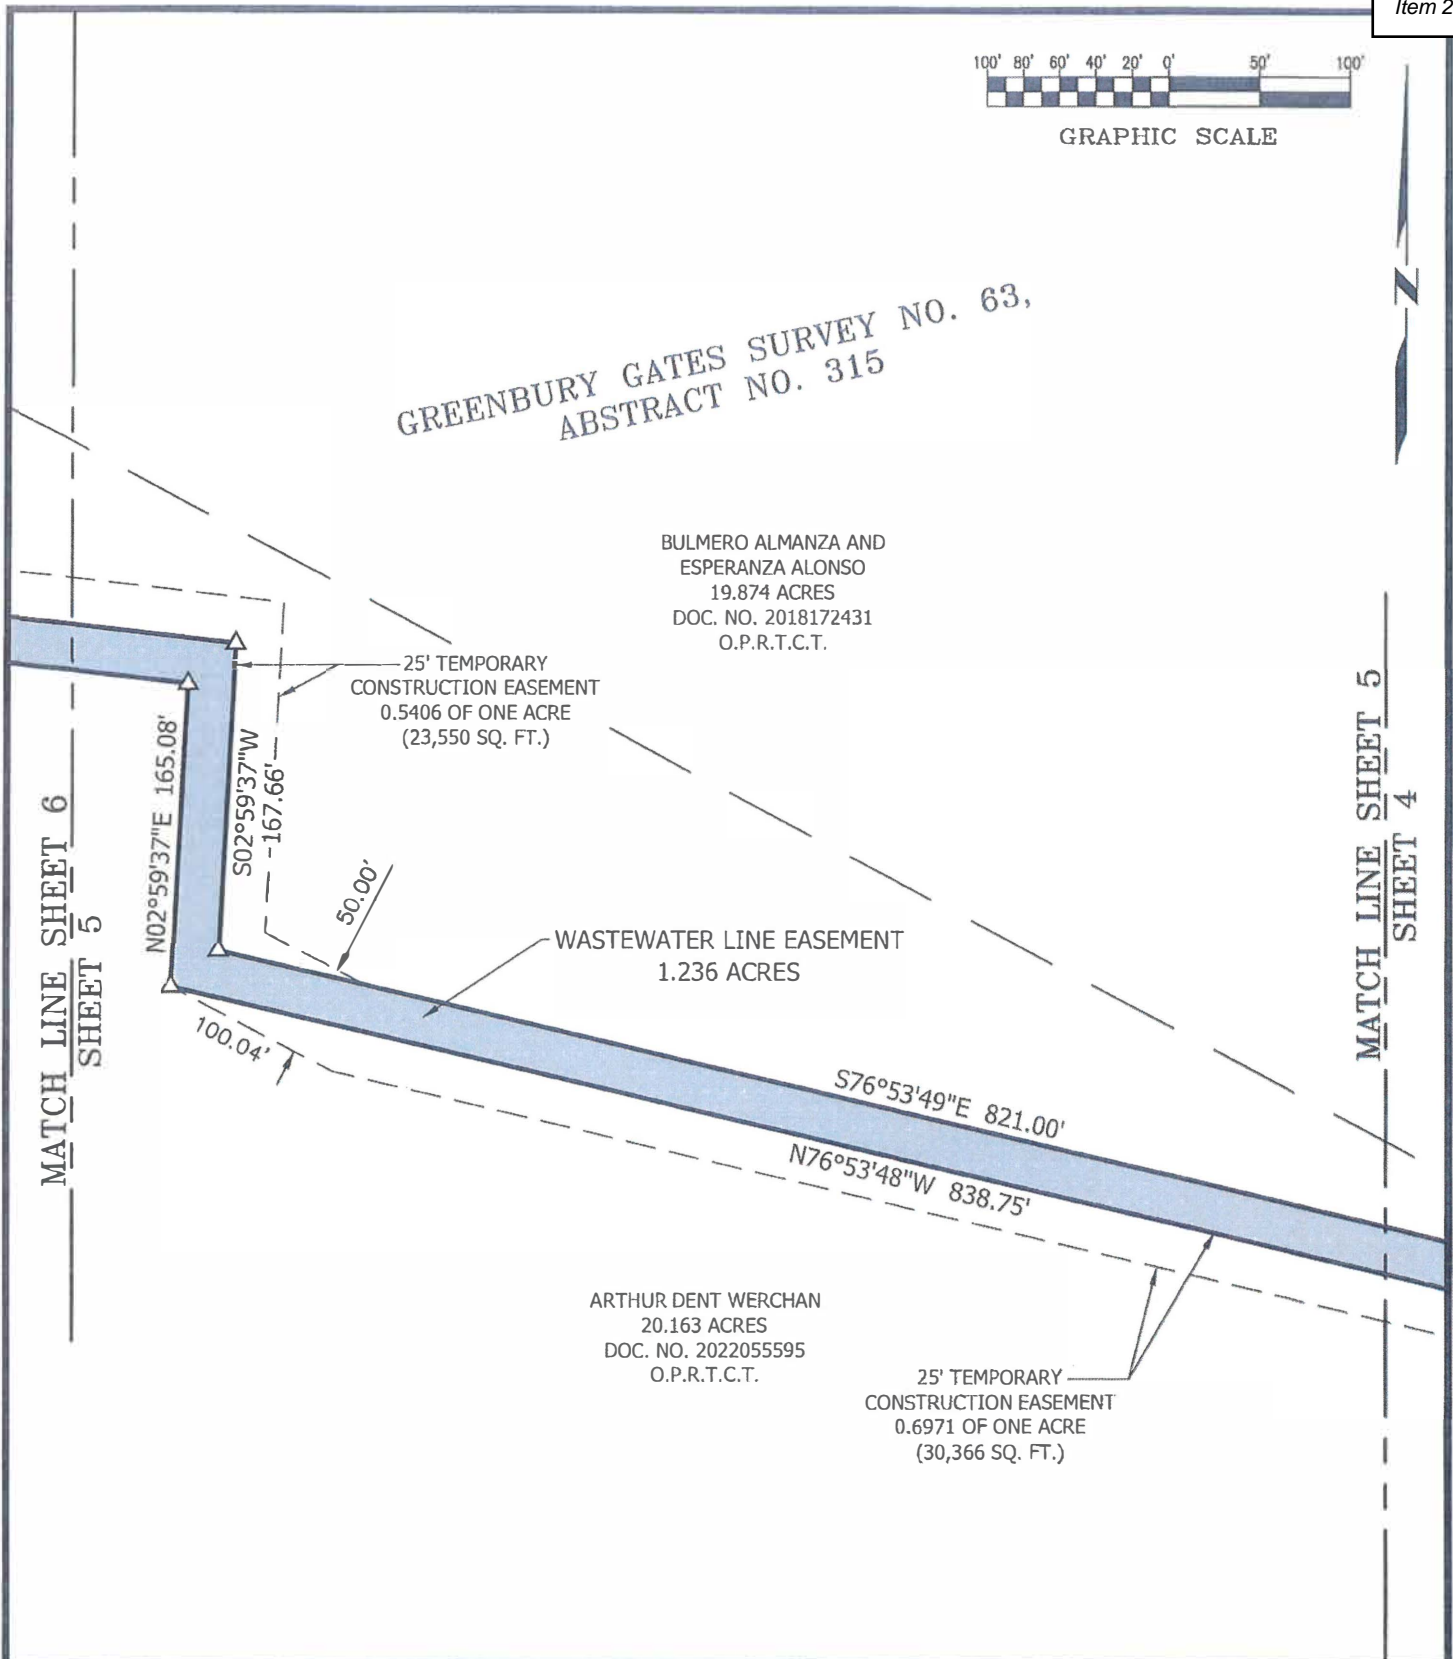 Item 2
100' 80' 60' 40' 20' 0' 50' 100'
GRAPHIC SCALE
N
GREENBURY GATES SURVEY NO. 63,
ABSTRACT NO. 315
BULMERO ALMANZA AND
ESPERANZA ALONSO
19.874 ACRES
DOC. NO. 2018172431
O.P.R.T.C.T.
25' TEMPORARY
CONSTRUCTION EASEMENT
0.5406 OF ONE ACRE
(23,550 SQ. FT.)
N02°59'37"E 165.08'
S02°59'37"W
167.66'
MATCH LINE SHEET 6
SHEET 5
MATCH LINE SHEET 5
SHEET 4
50.00'
WASTEWATER LINE EASEMENT
1.236 ACRES
100.04'
S76°53'49"E 821.00'
N76°53'48"W 838.75'
ARTHUR DENT WERCHAN
20.163 ACRES
DOC. NO. 2022055595
O.P.R.T.C.T.
25' TEMPORARY
CONSTRUCTION EASEMENT
0.6971 OF ONE ACRE
(30,366 SQ. FT.)